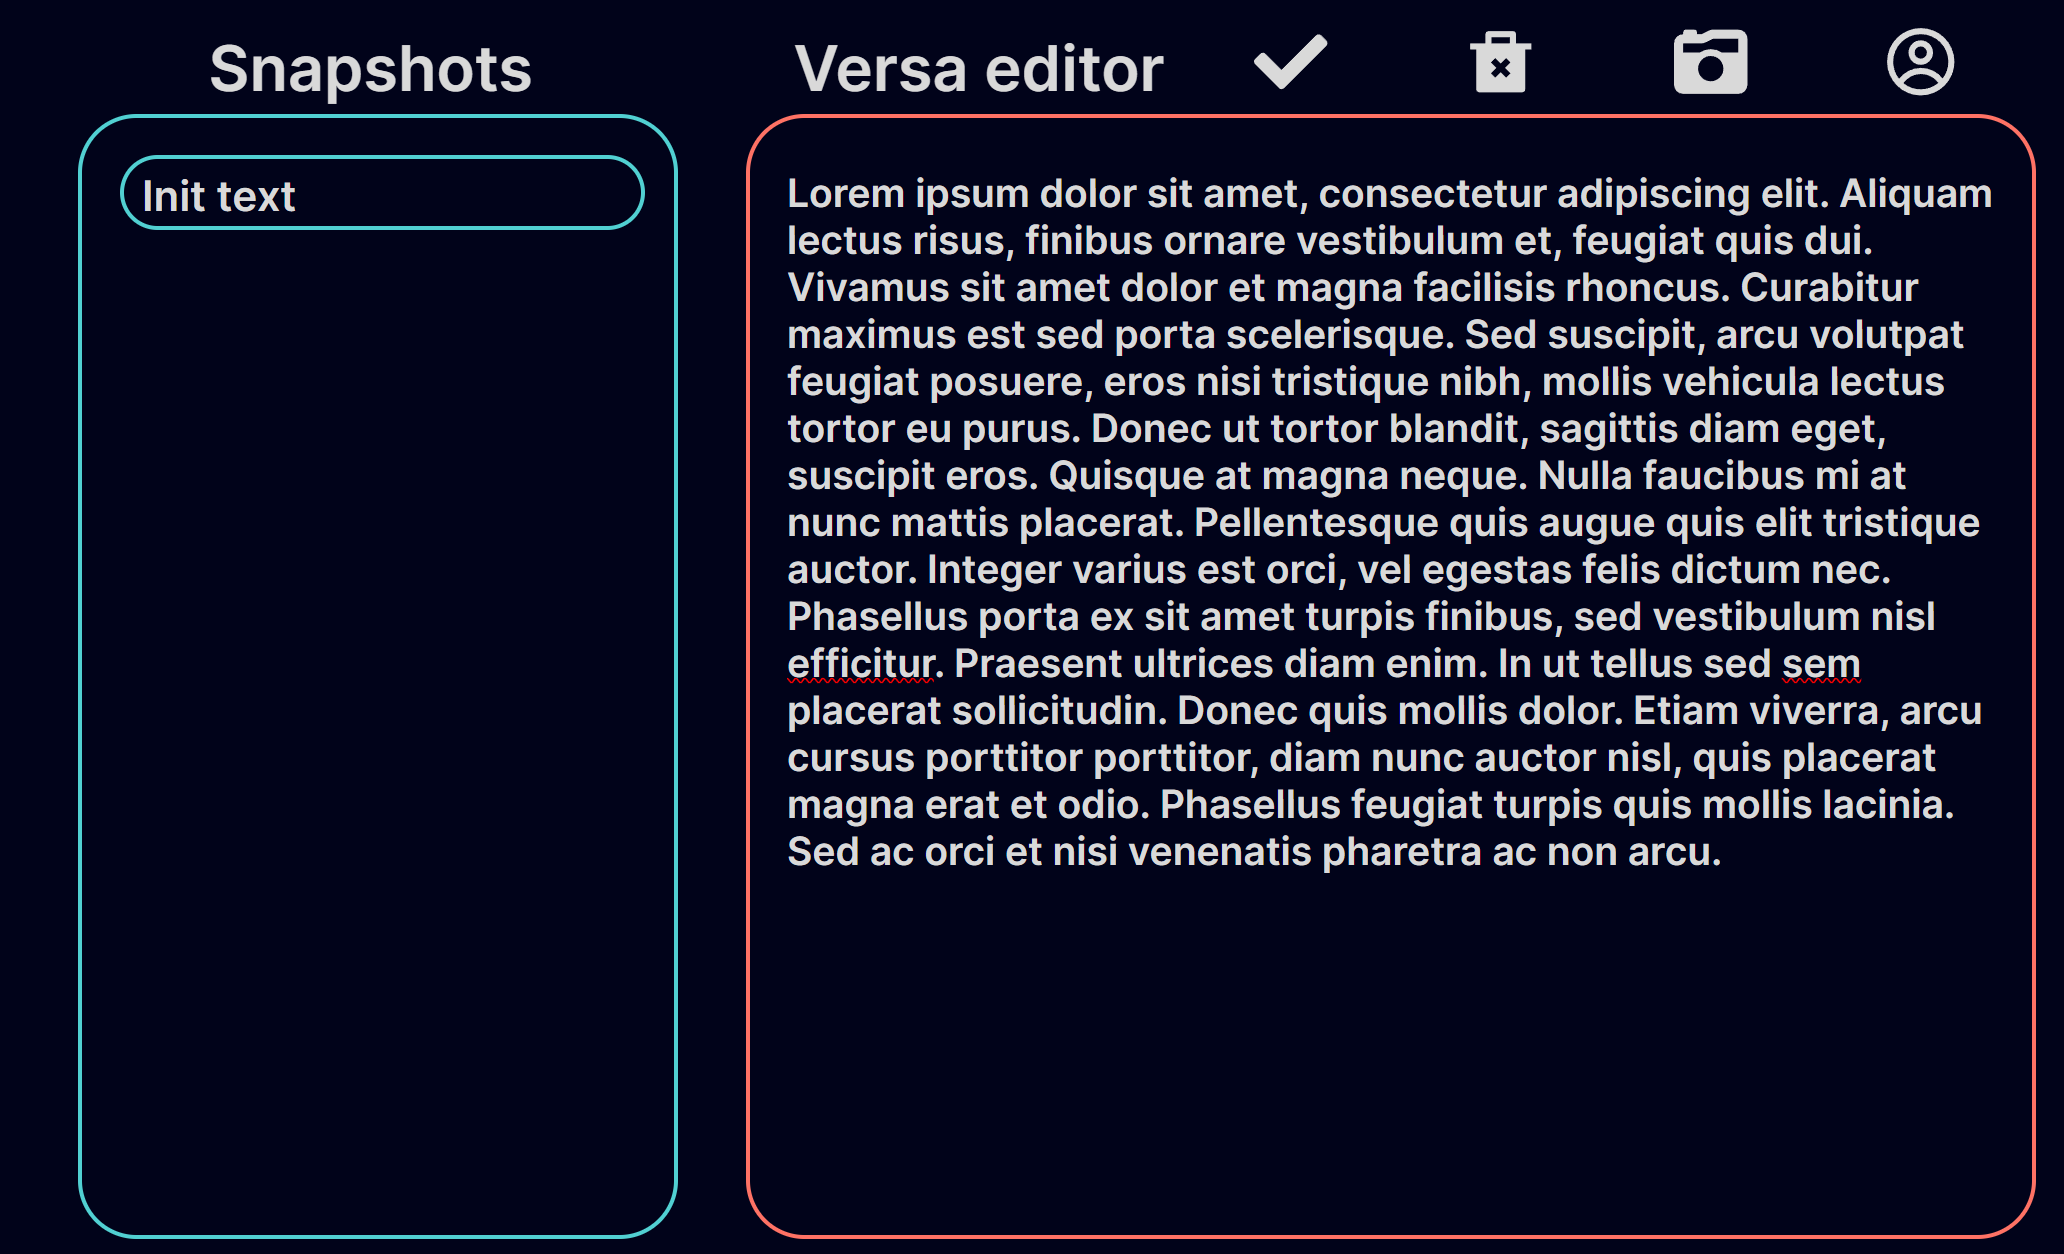 Snapshots
Versa editor
Init text
Lorem ipsum dolor sit amet, consectetur adipiscing elit. Aliquam
lectus risus, finibus ornare vestibulum et, feugiat quis dui.
Vivamus sit amet dolor et magna facilisis rhoncus. Curabitur
maximus est sed porta scelerisque. Sed suscipit, arcu volutpat
feugiat posuere, eros nisi tristique nibh, mollis vehicula lectus
tortor eu purus. Donec ut tortor blandit, sagittis diam eget,
suscipit eros. Quisque at magna neque. Nulla faucibus mi at
nunc mattis placerat. Pellentesque quis augue quis elit tristique
auctor. Integer varius est orci, vel egestas felis dictum nec.
Phasellus porta ex sit amet turpis finibus, sed vestibulum nisl
efficitur. Praesent ultrices diam enim. In ut tellus sed sem
placerat sollicitudin. Donec quis mollis dolor. Etiam viverra, arcu
cursus porttitor porttitor, diam nunc auctor nisl, quis placerat
magna erat et odio. Phasellus feugiat turpis quis mollis lacinia.
Sed ac orci et nisi venenatis pharetra ac non arcu.